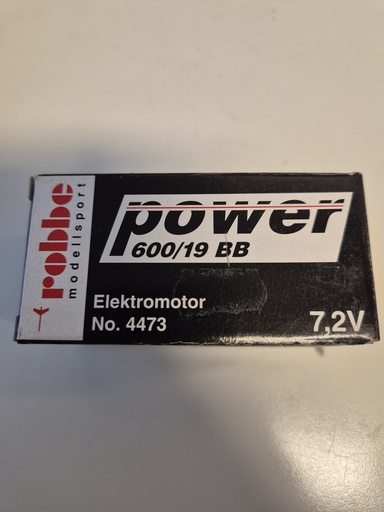 robbe
modellsport
power
600/19 BB
Elektromotor
No. 4473
7,2V